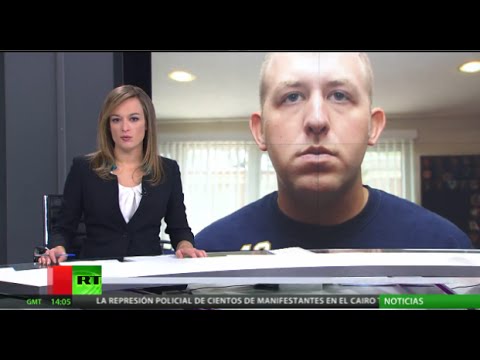 RT
GMT 14:05 LA REPRESIÓN POLICIAL DE CIENTOS DE MANIFESTANTES EN EL CAIRO NOTICIAS